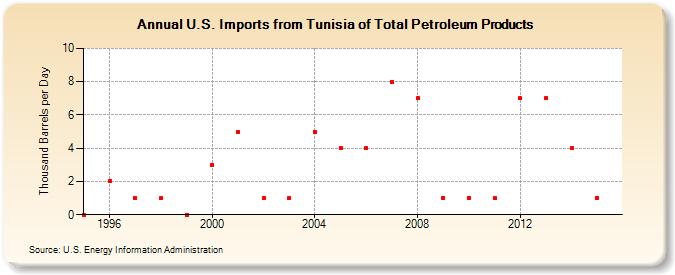 Annual U.S. Imports from Tunisia of Total Petroleum Products
Thousand Barrels per Day
10
8
6
4
2
0
1996 2000 2004 2008 2012
Source: U.S. Energy Information Administration